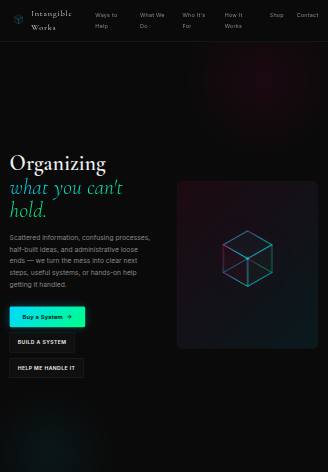 Intangible
Works
Ways to
Help
What We
Do
Who It's
For
How It
Works
Shop
Contact
Organizing
what you can't
hold.
Scattered information, confusing processes,
half-built ideas, and administrative loose
ends — we turn the mess into clear next
steps, useful systems, or hands-on help
getting it handled.
Buy a System →
BUILD A SYSTEM
HELP ME HANDLE IT